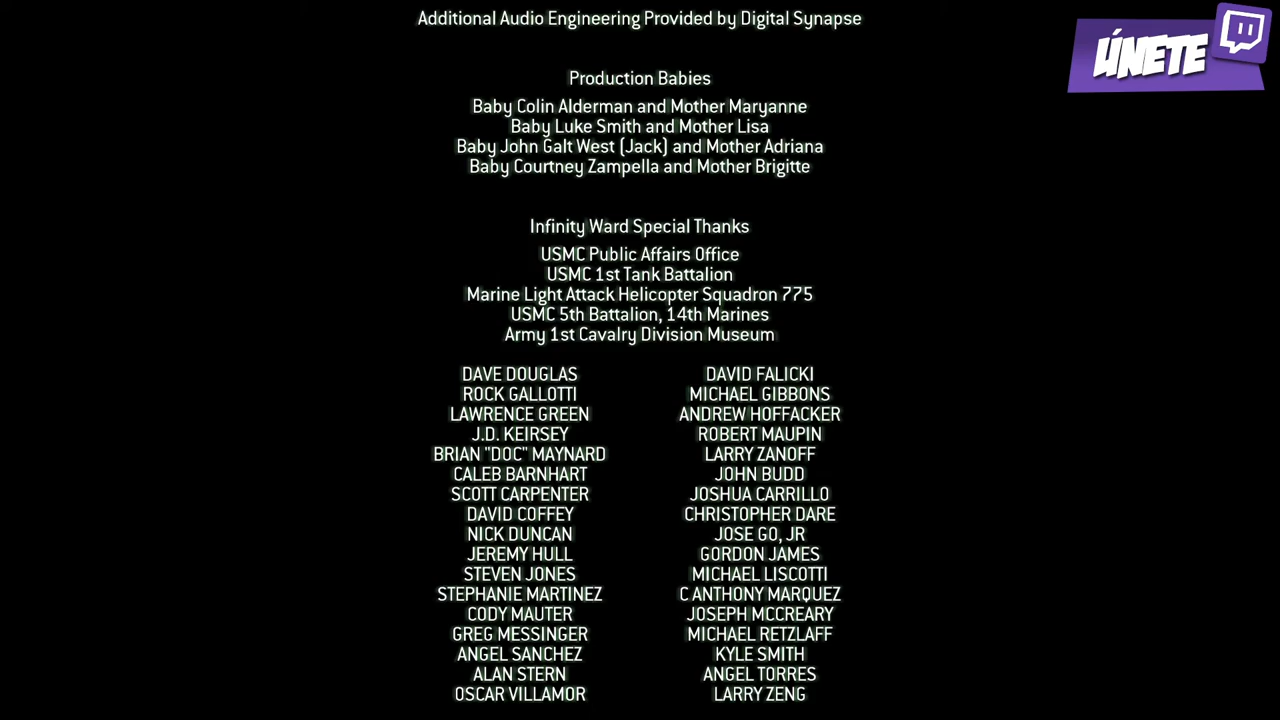 Additional Audio Engineering Provided by Digital Synapse
ÚNETE
Production Babies
Baby Colin Alderman and Mother Maryanne
Baby Luke Smith and Mother Lisa
Baby John Galt West (Jack) and Mother Adriana
Baby Courtney Zampella and Mother Brigitte
Infinity Ward Special Thanks
USMC Public Affairs Office
USMC 1st Tank Battalion
Marine Light Attack Helicopter Squadron 775
USMC 5th Battalion, 14th Marines
Army 1st Cavalry Division Museum
DAVE DOUGLAS DAVID FALICKI
ROCK GALLOTTI MICHAEL GIBBONS
LAWRENCE GREEN ANDREW HOFFACKER
J.D. KEIRSEY ROBERT MAUPIN
BRIAN "DOC" MAYNARD LARRY ZANOFF
CALEB BARNHART JOHN BUDD
SCOTT CARPENTER JOSHUA CARRILLO
DAVID COFFEY CHRISTOPHER DARE
NICK DUNCAN JOSE GO, JR
JEREMY HULL GORDON JAMES
STEVEN JONES MICHAEL LISCOTTI
STEPHANIE MARTINEZ C ANTHONY MARQUEZ
CODY MAUTER JOSEPH MCCREARY
GREG MESSINGER MICHAEL RETZLAFF
ANGEL SANCHEZ KYLE SMITH
ALAN STERN ANGEL TORRES
OSCAR VILLAMOR LARRY ZENG